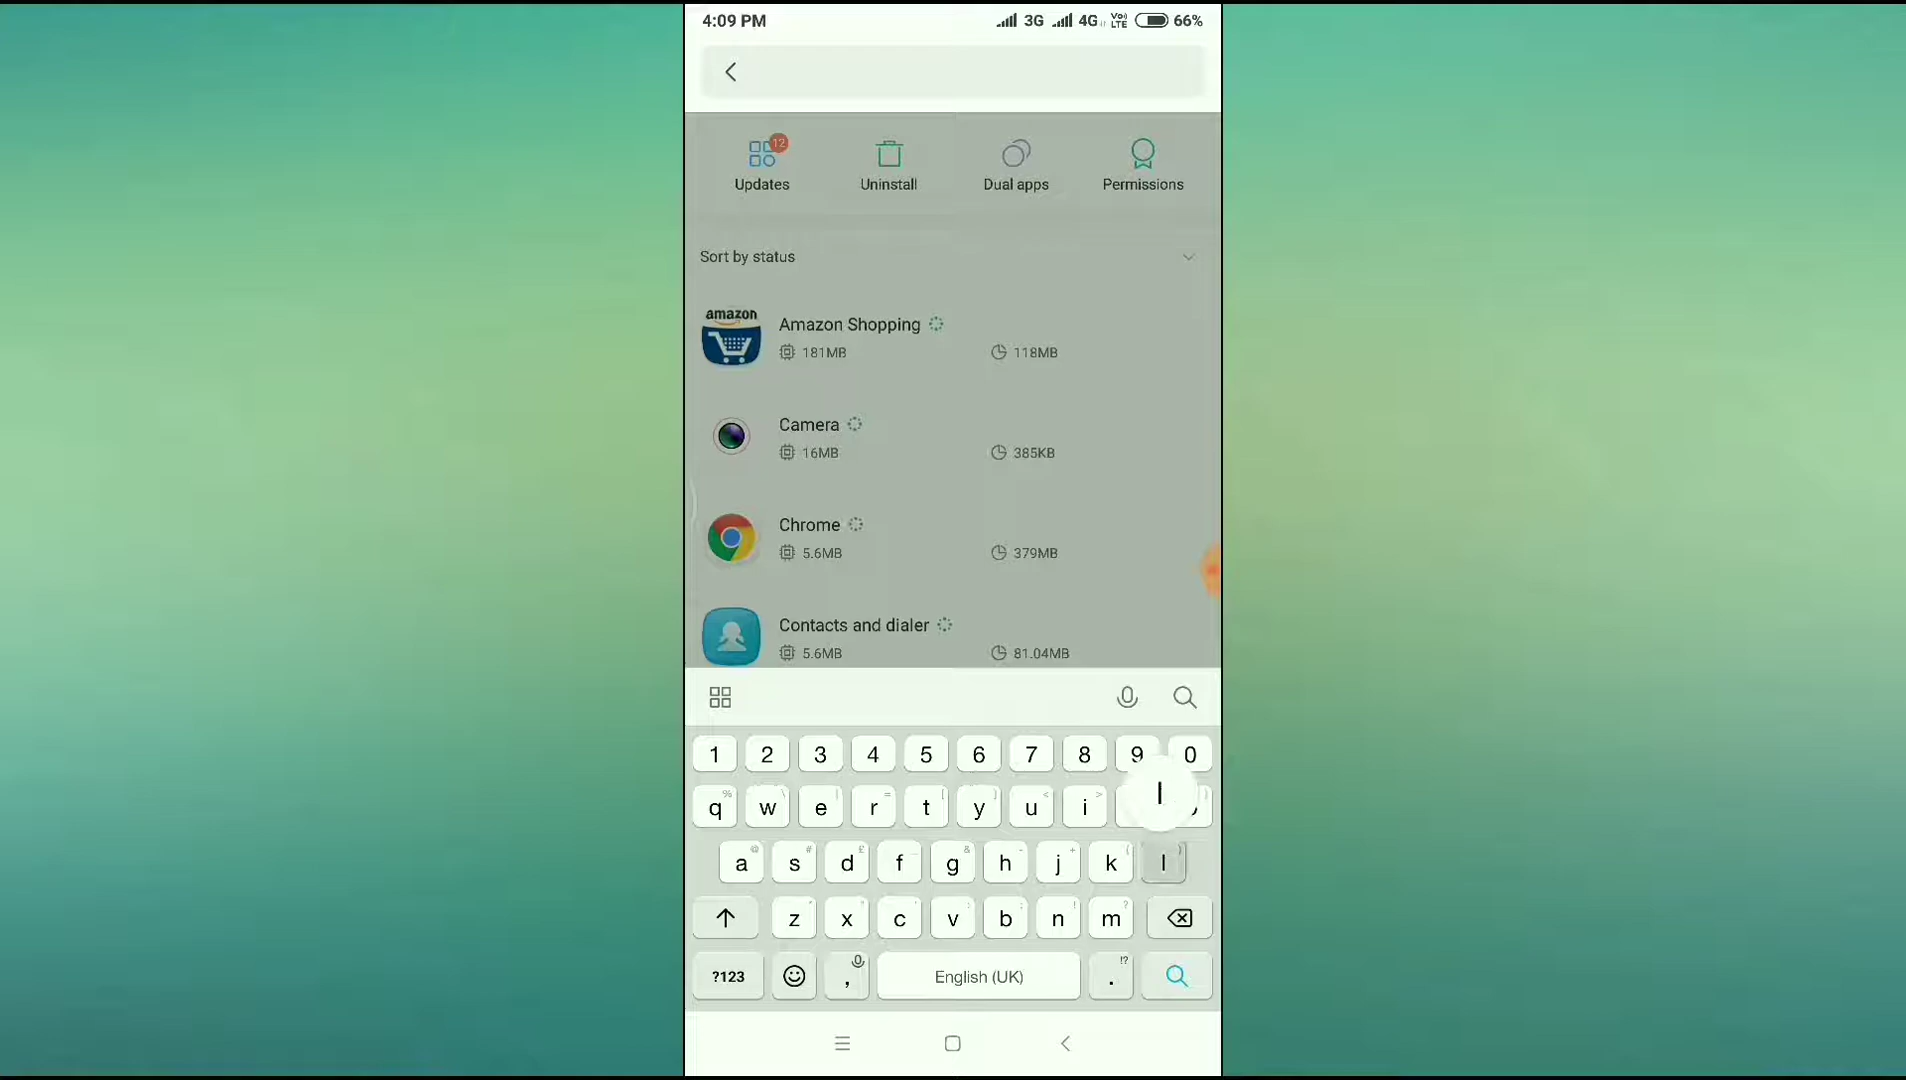 4:09 PM 3G 4G VoLTE 66%
12
Updates Uninstall Dual apps Permissions
Sort by status
amazon
Amazon Shopping
181MB 118MB
Camera
16MB 385KB
Chrome
5.6MB 379MB
Contacts and dialer
5.6MB 81.04MB
1 2 3 4 5 6 7 8 9 0
l
q w e r t y u i
a s d f g h j k l
z x c v b n m
?123 , English (UK) . !?